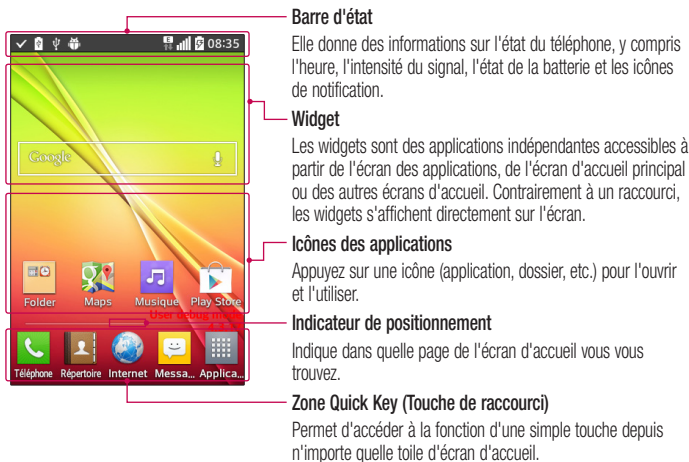 Barre d'état
Elle donne des informations sur l'état du téléphone, y compris
l'heure, l'intensité du signal, l'état de la batterie et les icônes
de notification.
Widget
Les widgets sont des applications indépendantes accessibles à
partir de l'écran des applications, de l'écran d'accueil principal
ou des autres écrans d'accueil. Contrairement à un raccourci,
les widgets s'affichent directement sur l'écran.
Icônes des applications
Appuyez sur une icône (application, dossier, etc.) pour l'ouvrir
et l'utiliser.
Indicateur de positionnement
Indique dans quelle page de l'écran d'accueil vous vous
trouvez.
Zone Quick Key (Touche de raccourci)
Permet d'accéder à la fonction d'une simple touche depuis
n'importe quelle toile d'écran d'accueil.
E 08:35
Google
Folder Maps Musique Play Store
User debug mode
Téléphone Répertoire Internet Messa... Applica...